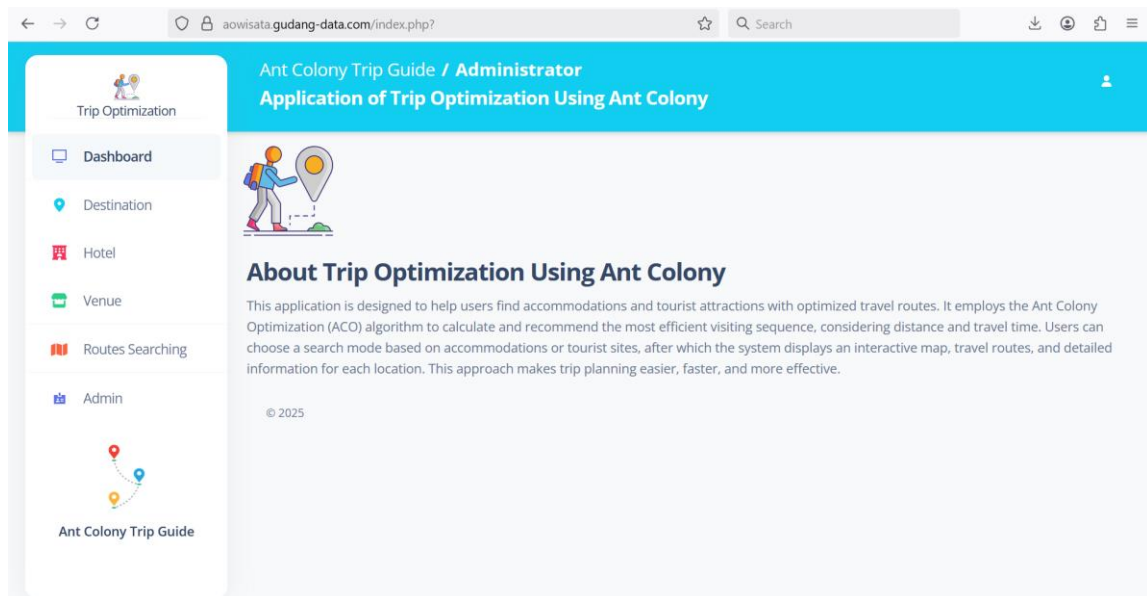 aowisata.gudang-data.com/index.php?
Search
Trip Optimization
Dashboard
Destination
Hotel
Venue
Routes Searching
Admin
Ant Colony Trip Guide
Ant Colony Trip Guide / Administrator
Application of Trip Optimization Using Ant Colony
About Trip Optimization Using Ant Colony
This application is designed to help users find accommodations and tourist attractions with optimized travel routes. It employs the Ant Colony
Optimization (ACO) algorithm to calculate and recommend the most efficient visiting sequence, considering distance and travel time. Users can
choose a search mode based on accommodations or tourist sites, after which the system displays an interactive map, travel routes, and detailed
information for each location. This approach makes trip planning easier, faster, and more effective.
© 2025